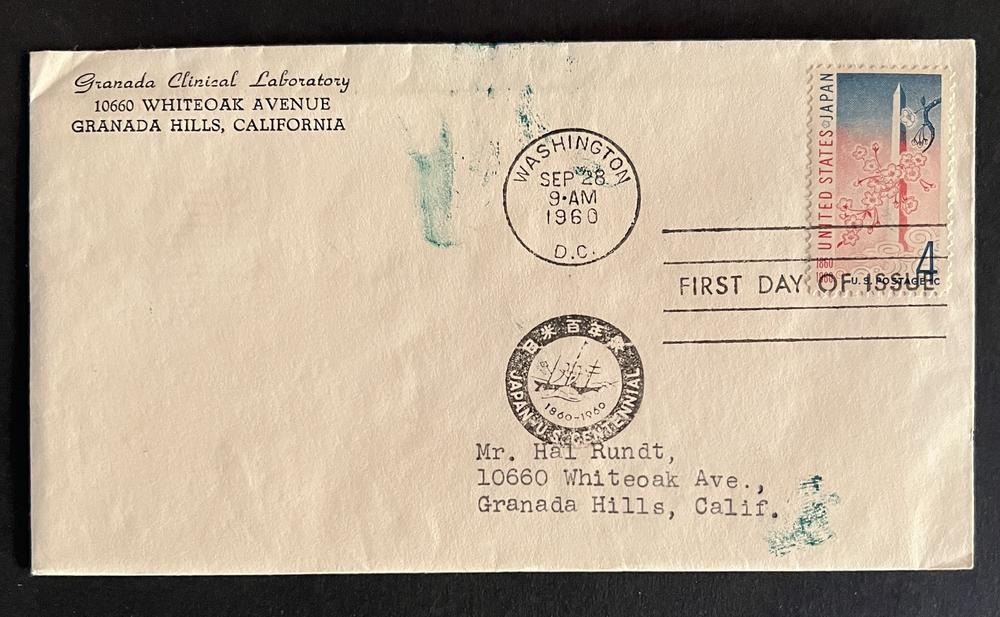 Granada Clinical Laboratory
10660 WHITEOAK AVENUE
GRANADA HILLS, CALIFORNIA
WASHINGTON
SEP 28
9·AM
1960
D.C.
UNITED STATES·JAPAN
1860
1960
4
U.S. POSTAGE C
FIRST DAY OF ISSUE
日米百年祭
1860-1960
JAPAN-U.S. CENTENNIAL
Mr. Hal Rundt,
10660 Whiteoak Ave.,
Granada Hills, Calif.